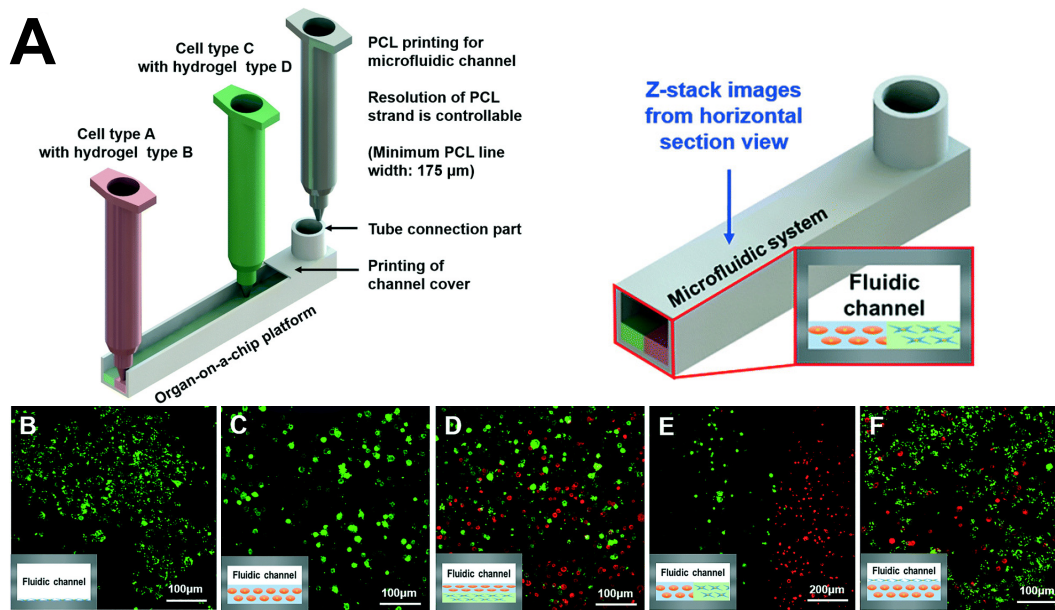 A
Cell type A
with hydrogel type B
Cell type C
with hydrogel type D
PCL printing for
microfluidic channel
Resolution of PCL
strand is controllable
(Minimum PCL line
width: 175 µm)
Tube connection part
Printing of
channel cover
Organ-on-a-chip platform
Z-stack images
from horizontal
section view
Microfluidic system
Fluidic
channel
B
Fluidic channel
100µm
C
Fluidic channel
100µm
D
Fluidic channel
100µm
E
Fluidic channel
200µm
F
Fluidic channel
100µm